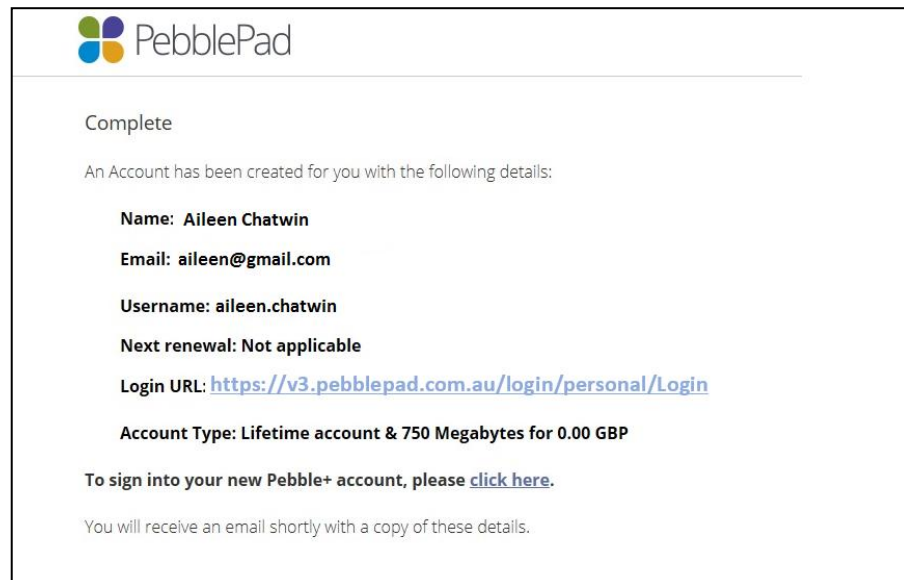 PebblePad
Complete
An Account has been created for you with the following details:
Name: Aileen Chatwin
Email: aileen@gmail.com
Username: aileen.chatwin
Next renewal: Not applicable
Login URL: https://v3.pebblepad.com.au/login/personal/Login
Account Type: Lifetime account & 750 Megabytes for 0.00 GBP
To sign into your new Pebble+ account, please click here.
You will receive an email shortly with a copy of these details.